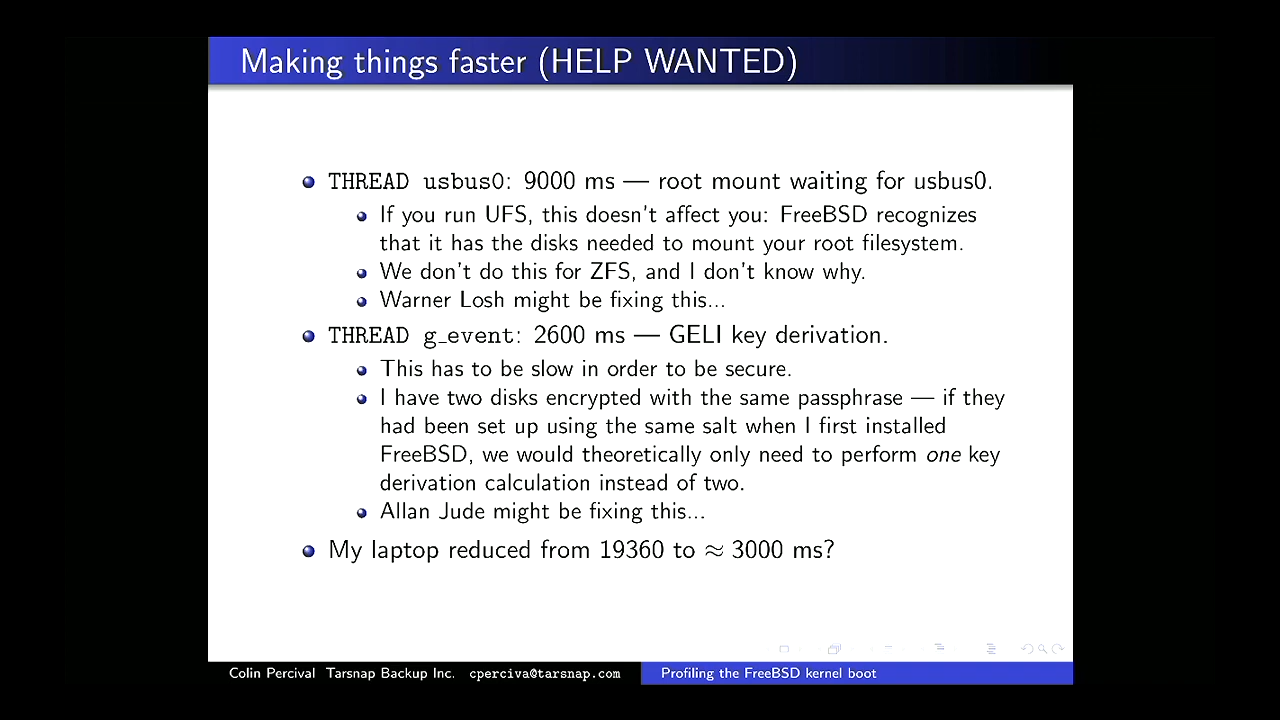 Making things faster (HELP WANTED)
THREAD usbus0: 9000 ms — root mount waiting for usbus0.
If you run UFS, this doesn't affect you: FreeBSD recognizes
that it has the disks needed to mount your root filesystem.
We don't do this for ZFS, and I don't know why.
Warner Losh might be fixing this...
THREAD g_event: 2600 ms — GELI key derivation.
This has to be slow in order to be secure.
I have two disks encrypted with the same passphrase — if they
had been set up using the same salt when I first installed
FreeBSD, we would theoretically only need to perform one key
derivation calculation instead of two.
Allan Jude might be fixing this...
My laptop reduced from 19360 to ≈ 3000 ms?
Colin Percival Tarsnap Backup Inc. cperciva@tarsnap.com
Profiling the FreeBSD kernel boot